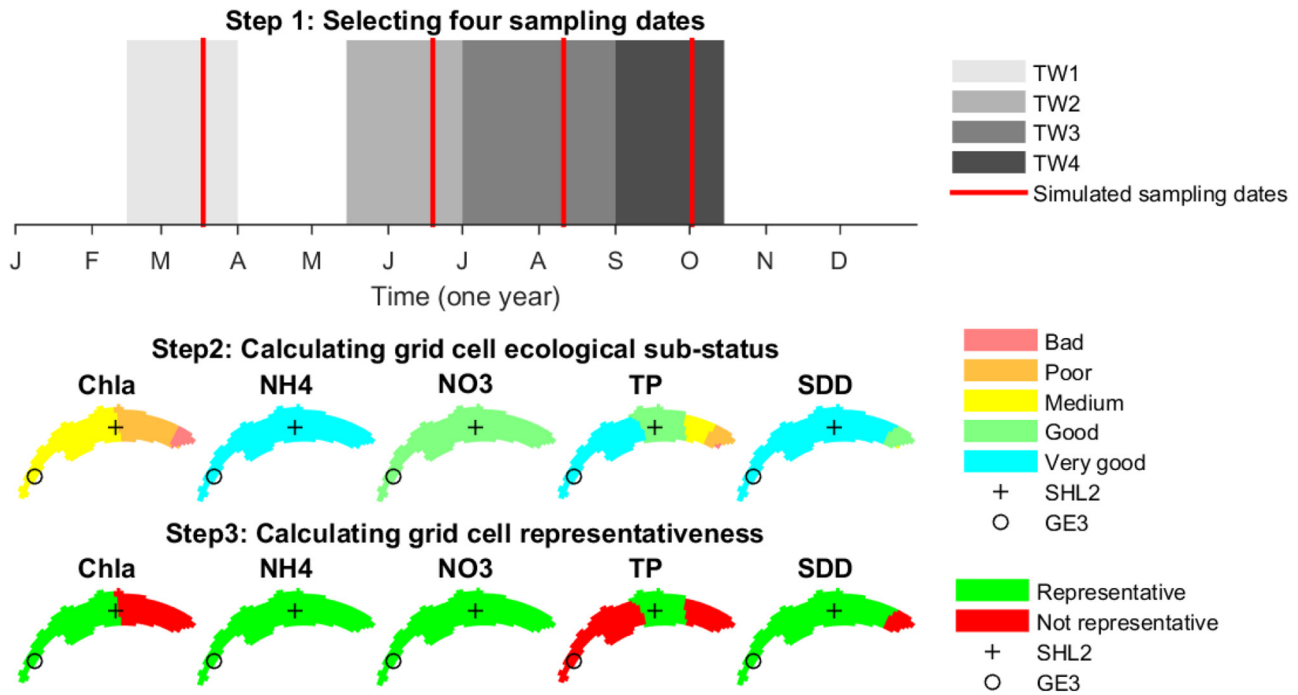 Step 1: Selecting four sampling dates
TW1
TW2
TW3
TW4
Simulated sampling dates
J F M A M J J A S O N D
Time (one year)
Step2: Calculating grid cell ecological sub-status
Chla NH4 NO3 TP SDD
Bad
Poor
Medium
Good
Very good
SHL2
GE3
Step3: Calculating grid cell representativeness
Chla NH4 NO3 TP SDD
Representative
Not representative
SHL2
GE3